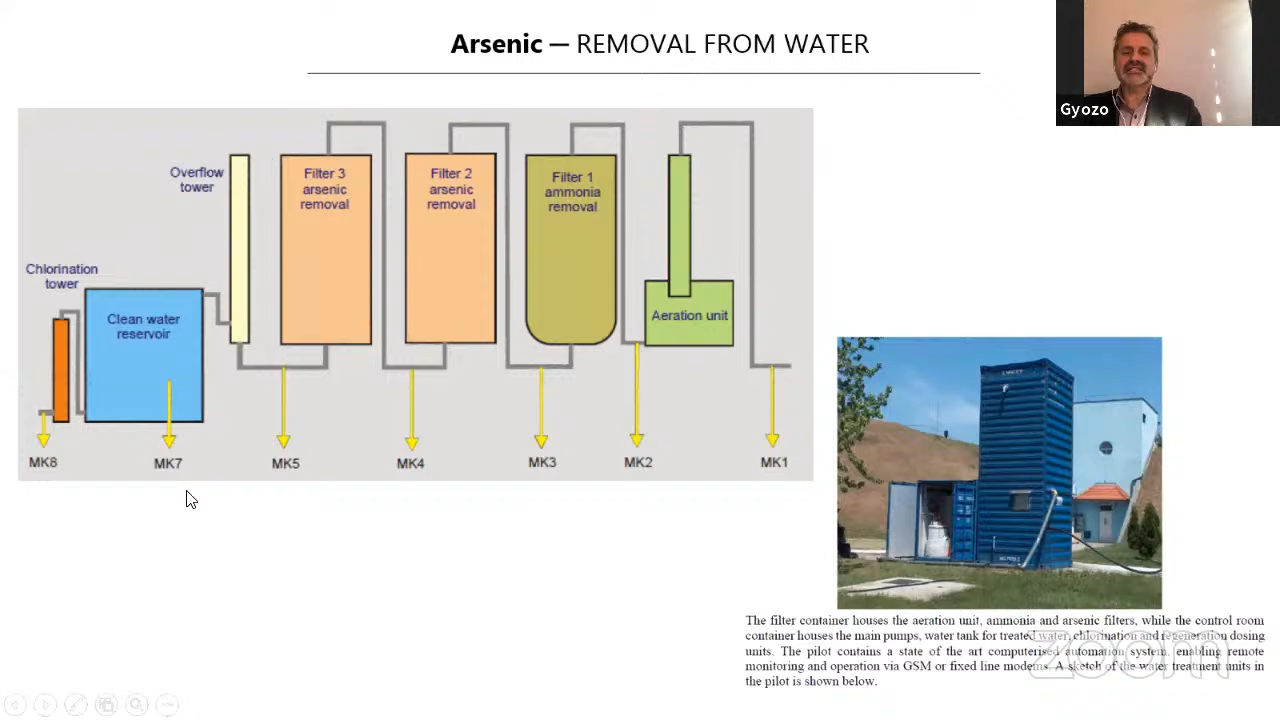 Arsenic — REMOVAL FROM WATER
Gyozo
Overflow
tower
Filter 3
arsenic
removal
Filter 2
arsenic
removal
Filter 1
ammonia
removal
Chlorination
tower
Clean water
reservoir
Aeration unit
MK8
MK7
MK5
MK4
MK3
MK2
MK1
The filter container houses the aeration unit, ammonia and arsenic filters, while the control room
container houses the main pumps, water tank for treated water, chlorination and regeneration dosing
units. The pilot contains a state of the art computerised automation system, enabling remote
monitoring and operation via GSM or fixed line modems. A sketch of the water treatment units in
the pilot is shown below.
zoom